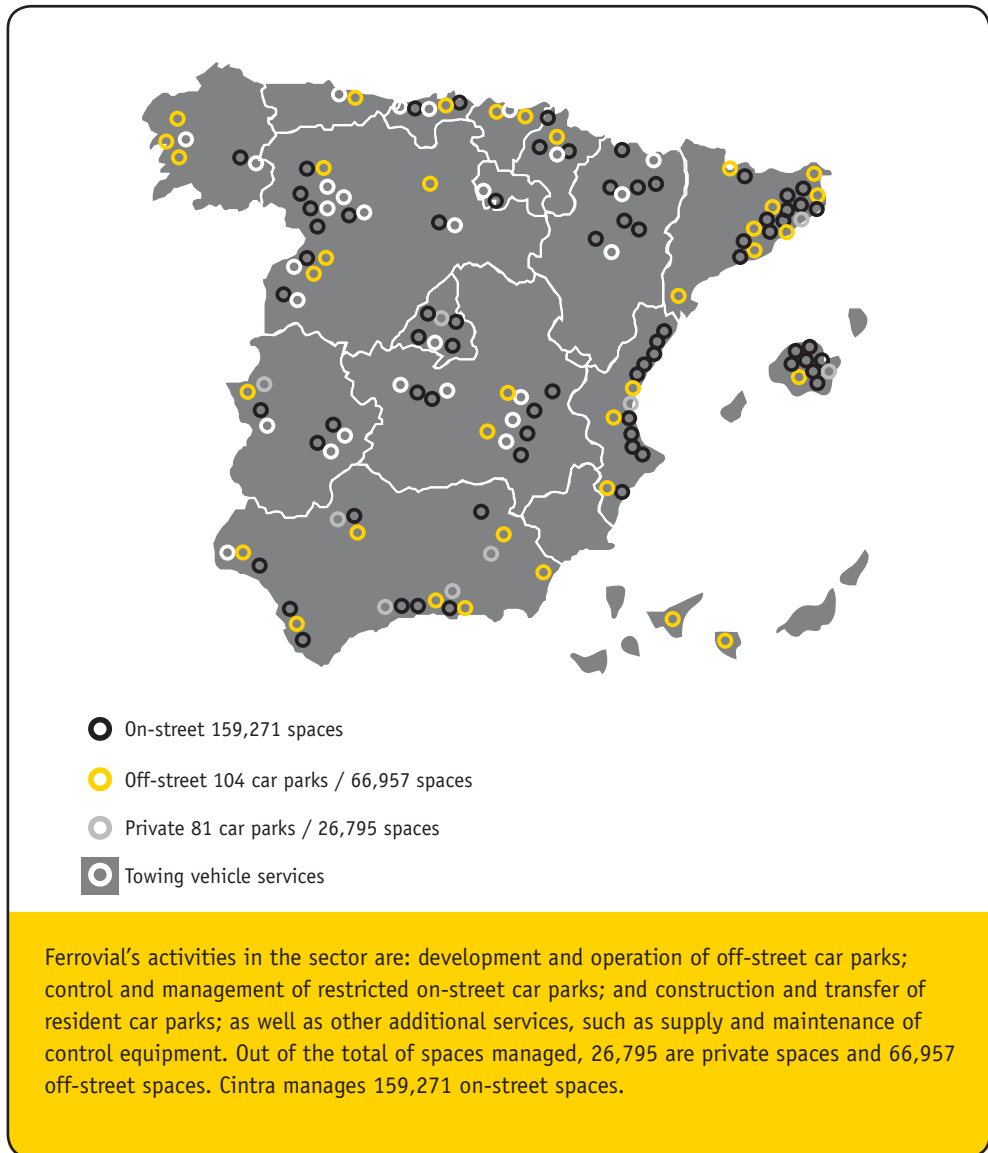 On-street 159,271 spaces
Off-street 104 car parks / 66,957 spaces
Private 81 car parks / 26,795 spaces
Towing vehicle services
Ferrovial's activities in the sector are: development and operation of off-street car parks;
control and management of restricted on-street car parks; and construction and transfer of
resident car parks; as well as other additional services, such as supply and maintenance of
control equipment. Out of the total of spaces managed, 26,795 are private spaces and 66,957
off-street spaces. Cintra manages 159,271 on-street spaces.